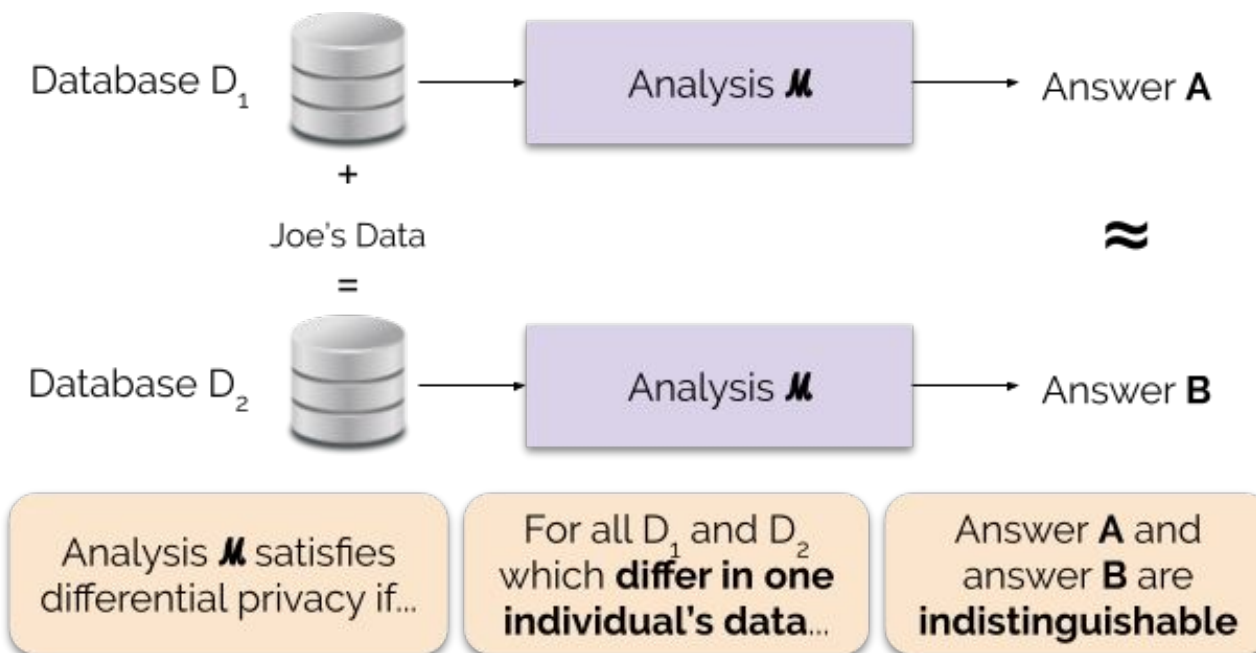 Database D₁
Analysis ℳ
Answer A
+
Joe's Data
=
≈
Database D₂
Analysis ℳ
Answer B
Analysis ℳ satisfies
differential privacy if...
For all D₁ and D₂
which differ in one
individual's data...
Answer A and
answer B are
indistinguishable